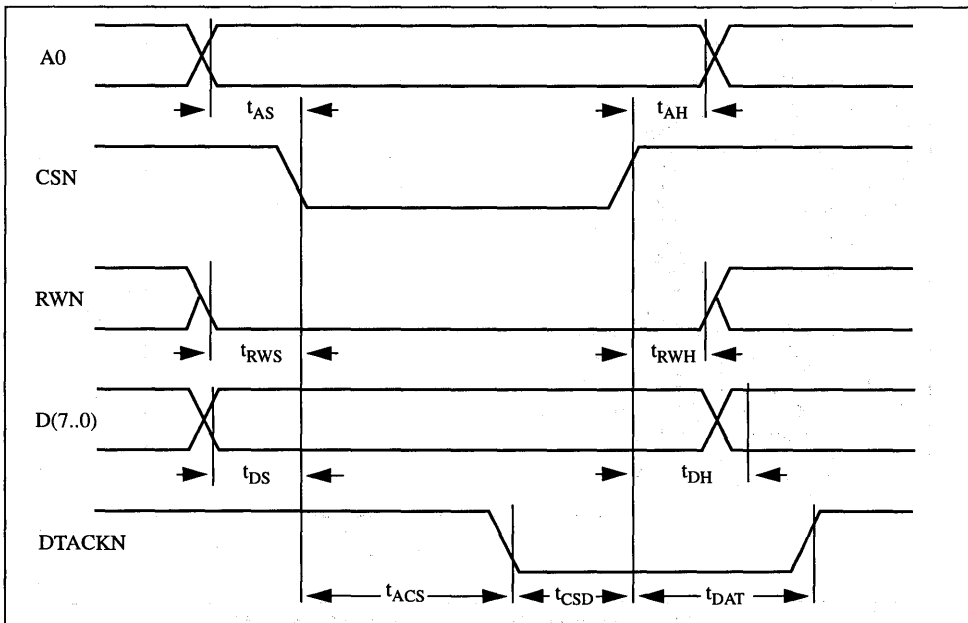 A0
tAS
tAH
CSN
RWN
tRWS
tRWH
D(7..0)
tDS
tDH
DTACKN
tACS
tCSD
tDAT